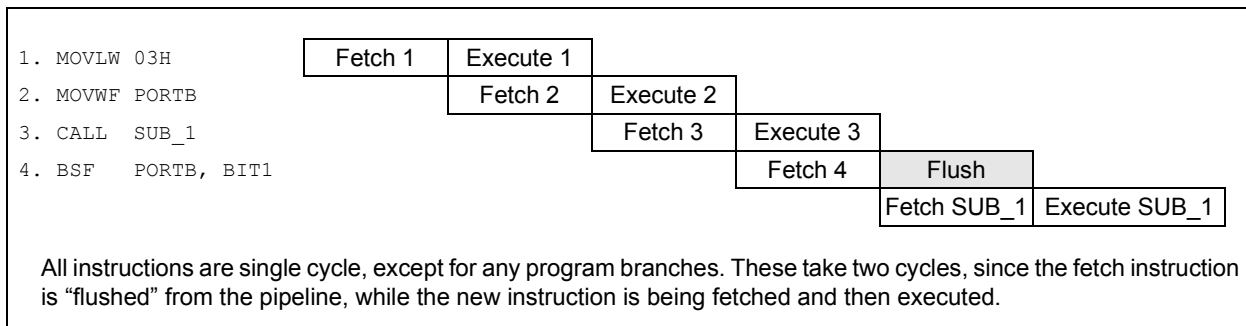 1. MOVLW 03H Fetch 1 Execute 1
2. MOVWF PORTB Fetch 2 Execute 2
3. CALL SUB_1 Fetch 3 Execute 3
4. BSF PORTB, BIT1 Fetch 4 Flush
Fetch SUB_1 Execute SUB_1
All instructions are single cycle, except for any program branches. These take two cycles, since the fetch instruction
is “flushed” from the pipeline, while the new instruction is being fetched and then executed.